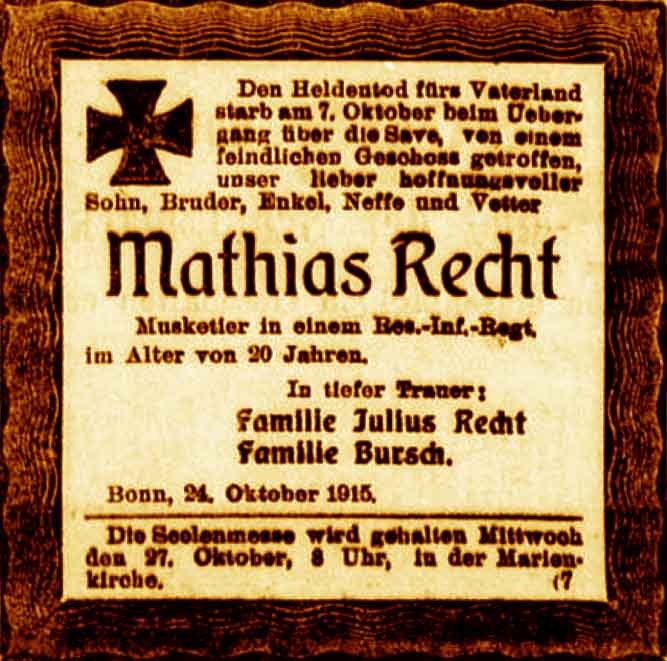 Den Heldentod fürs Vaterland
starb am 7. Oktober beim Ueber-
gang über die Save, von einem
feindlichen Geschoss getroffen,
unser lieber hoffnungsvoller
Sohn, Bruder, Enkel, Neffe und Vetter
Mathias Recht
Musketier in einem Res.-Inf.-Regt.
im Alter von 20 Jahren.
In tiefer Trauer:
Familie Julius Recht
Familie Bursch.
Bonn, 24. Oktober 1915.
Die Seelenmesse wird gehalten Mittwoch
den 27. Oktober, 8 Uhr, in der Marien-
kirche. (7